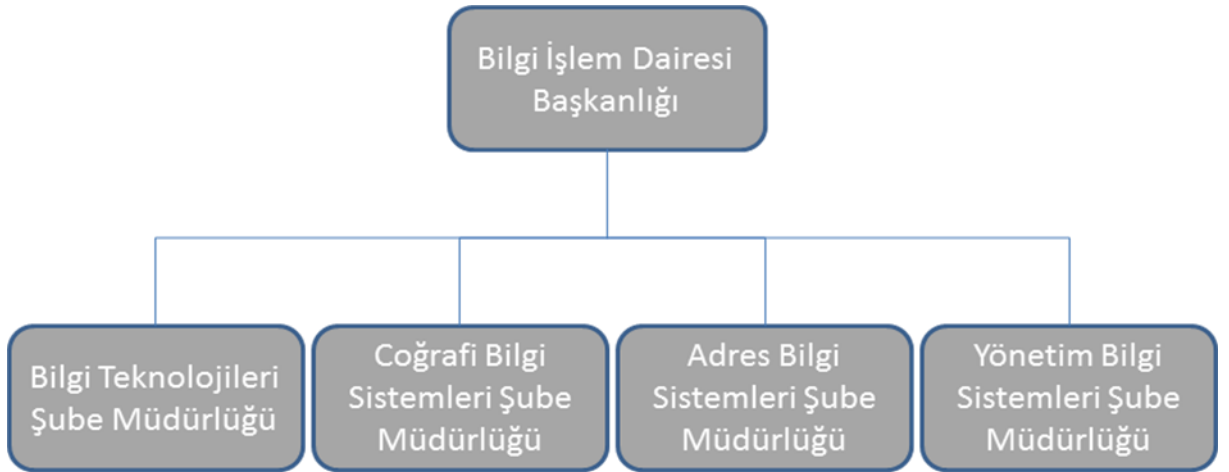 Bilgi İşlem Dairesi
Başkanlığı
Bilgi Teknolojileri
Şube Müdürlüğü
Coğrafi Bilgi
Sistemleri Şube
Müdürlüğü
Adres Bilgi
Sistemleri Şube
Müdürlüğü
Yönetim Bilgi
Sistemleri Şube
Müdürlüğü